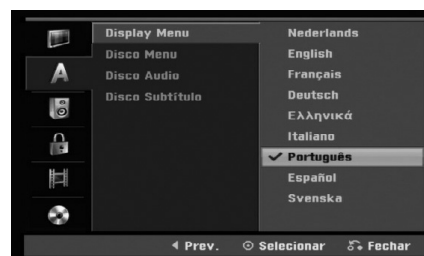 Display Menu
Disco Menu
Disco Audio
Disco Subtítulo
Nederlands
English
Français
Deutsch
Ελληνικά
Italiano
Português
Español
Svenska
A
Prev.
Selecionar
Fechar